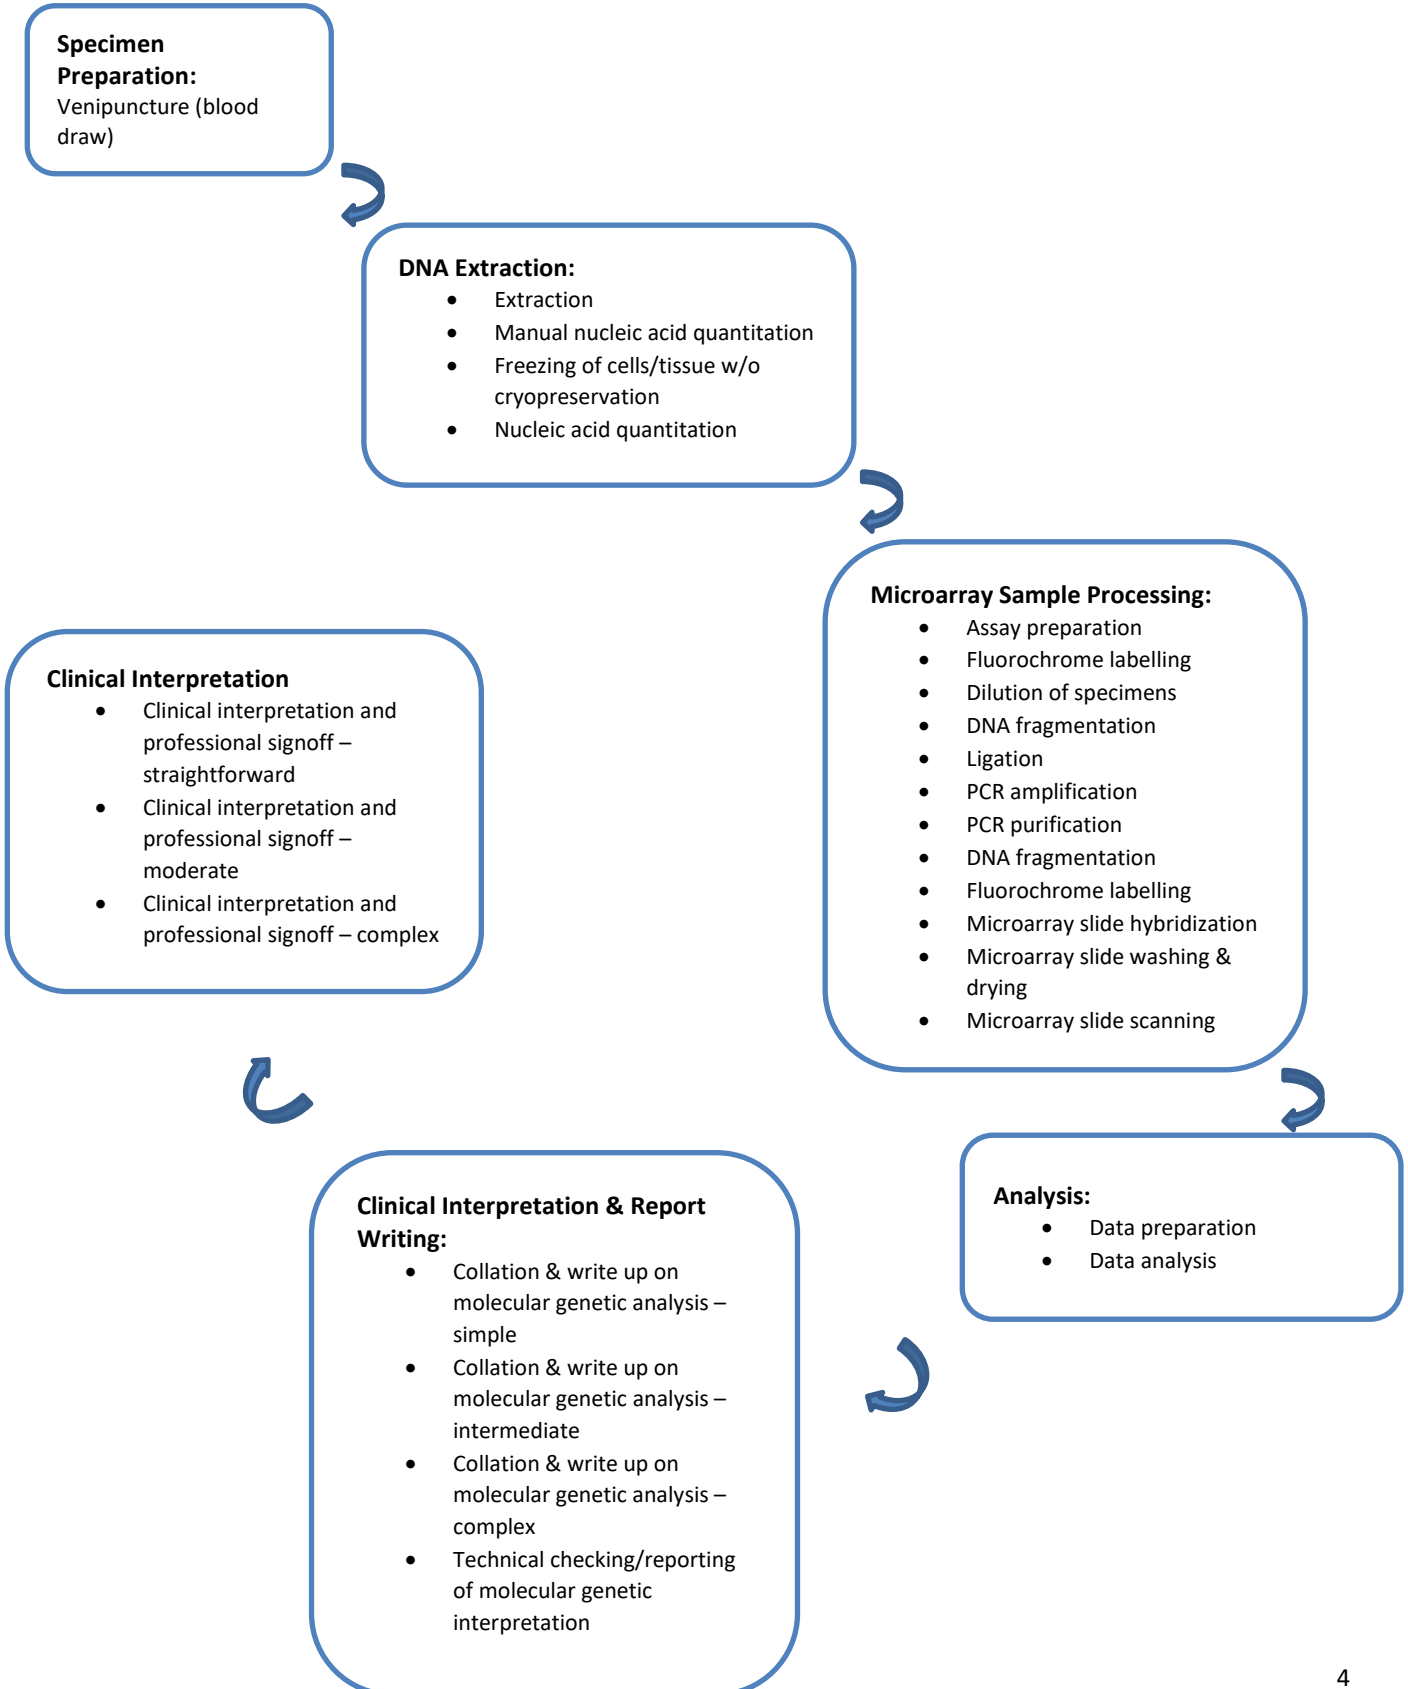 Specimen
Preparation:
Venipuncture (blood
draw)
DNA Extraction:
• Extraction
• Manual nucleic acid quantitation
• Freezing of cells/tissue w/o
cryopreservation
• Nucleic acid quantitation
Microarray Sample Processing:
• Assay preparation
• Fluorochrome labelling
• Dilution of specimens
• DNA fragmentation
• Ligation
• PCR amplification
• PCR purification
• DNA fragmentation
• Fluorochrome labelling
• Microarray slide hybridization
• Microarray slide washing &
drying
• Microarray slide scanning
Analysis:
• Data preparation
• Data analysis
Clinical Interpretation & Report
Writing:
• Collation & write up on
molecular genetic analysis –
simple
• Collation & write up on
molecular genetic analysis –
intermediate
• Collation & write up on
molecular genetic analysis –
complex
• Technical checking/reporting
of molecular genetic
interpretation
Clinical Interpretation
• Clinical interpretation and
professional signoff –
straightforward
• Clinical interpretation and
professional signoff –
moderate
• Clinical interpretation and
professional signoff – complex
4